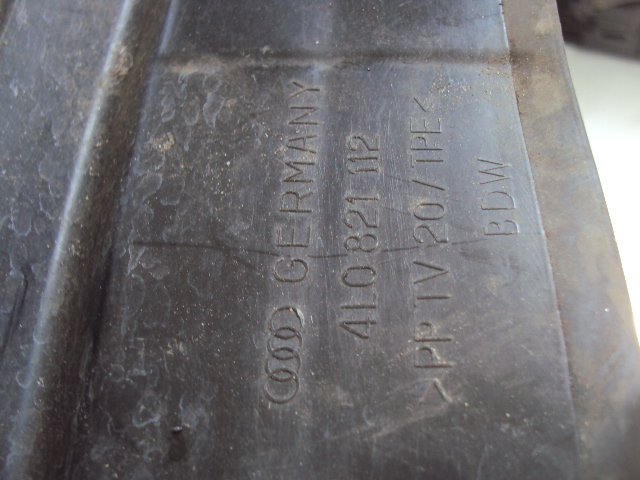 GERMANY
4L0 821 112
>PP TV 20/TPE<
BDW